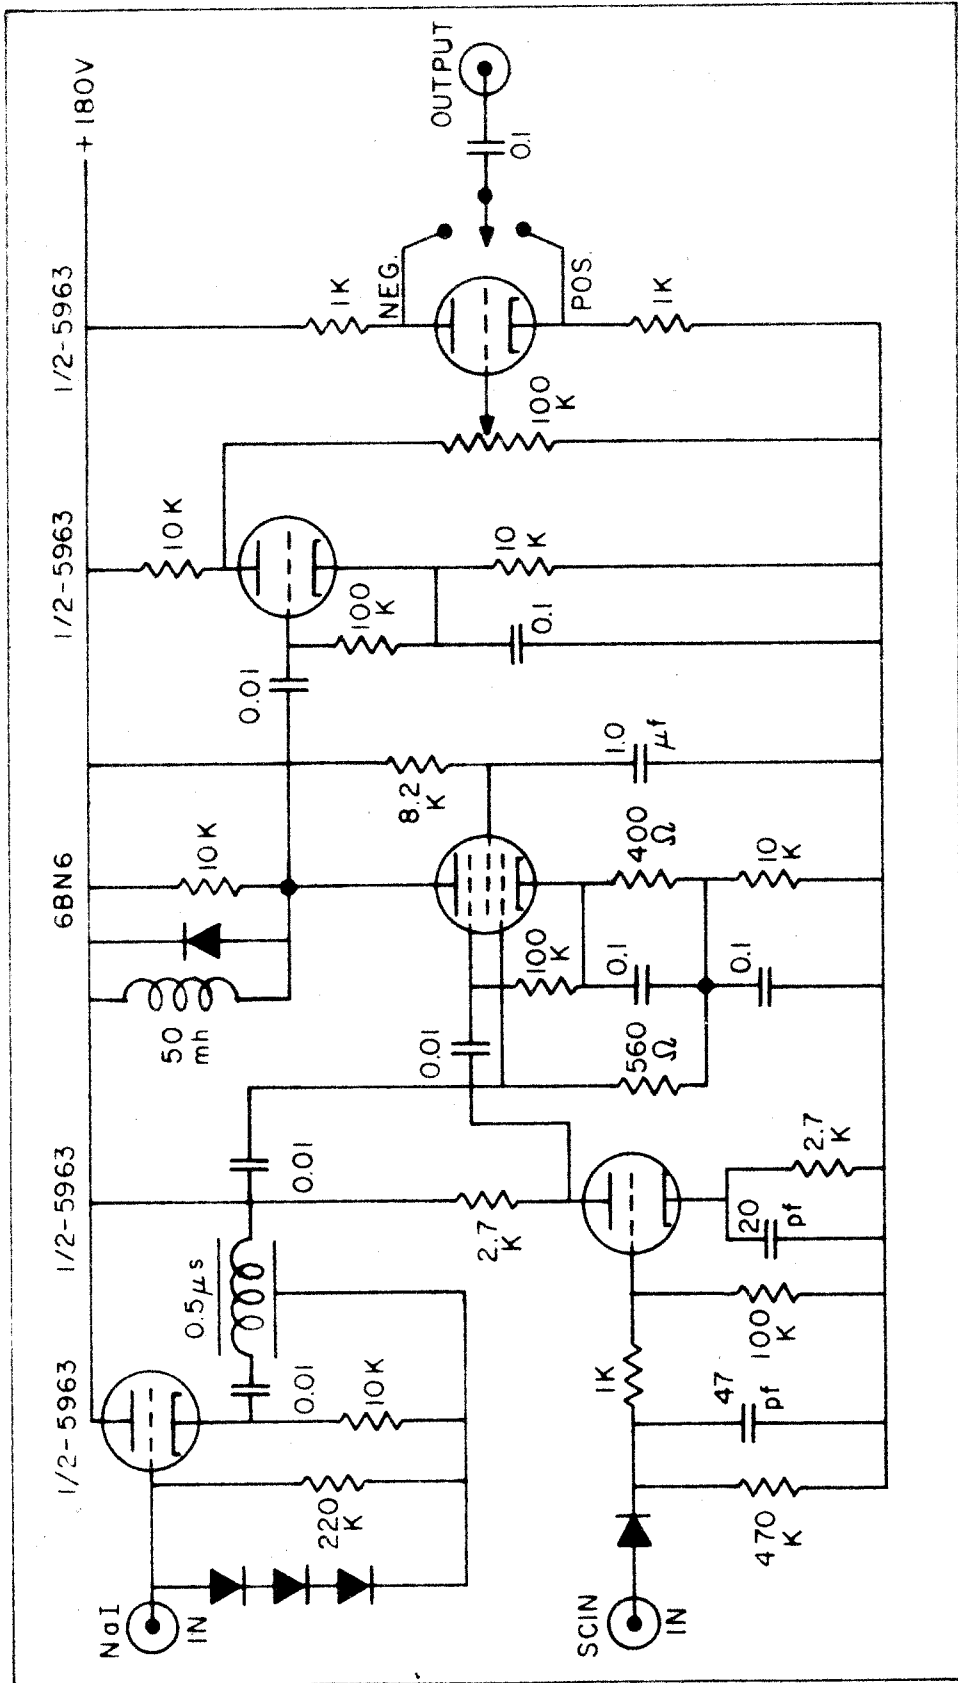 + 180V
1/2-5963
1/2-5963
6BN6
1/2-5963
1/2-5963
NaI
IN
220
K
10K
0.01
0.5µs
0.01
2.7
K
50
mh
10K
0.01
8.2
K
10K
100
K
10
K
0.1
100
K
1K
NEG.
POS.
1K
0.1
OUTPUT
SCIN
IN
470
K
47
pf
1K
100
K
20
pf
2.7
K
0.01
100
K
560
Ω
0.1
0.1
400
Ω
10
K
1.0
µf